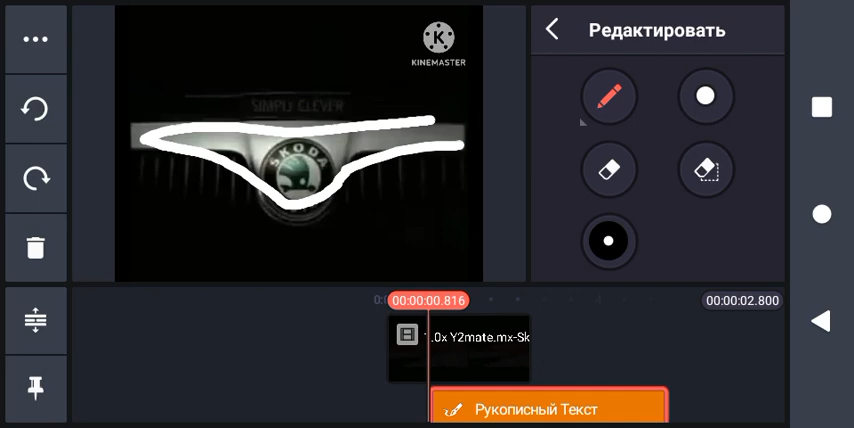 Редактировать
K
KINEMASTER
SIMPLY CLEVER
SKODA
00:00:00.816
00:00:02.800
.0x Y2mate.mx-Sk
Рукописный Текст